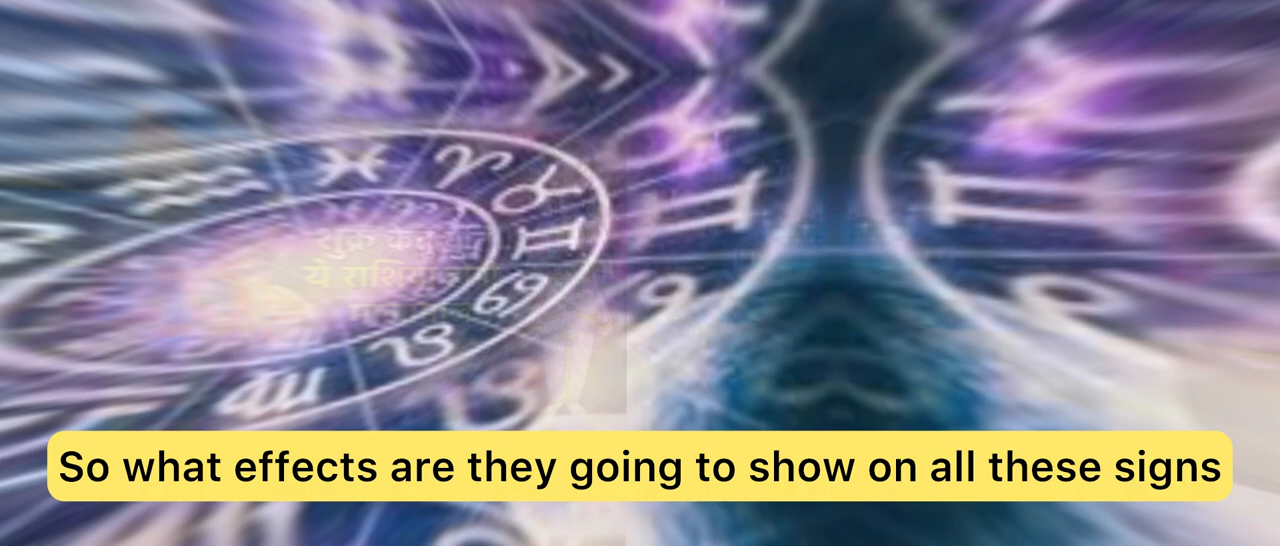 शुक्र केतु
ये राशि
So what effects are they going to show on all these signs